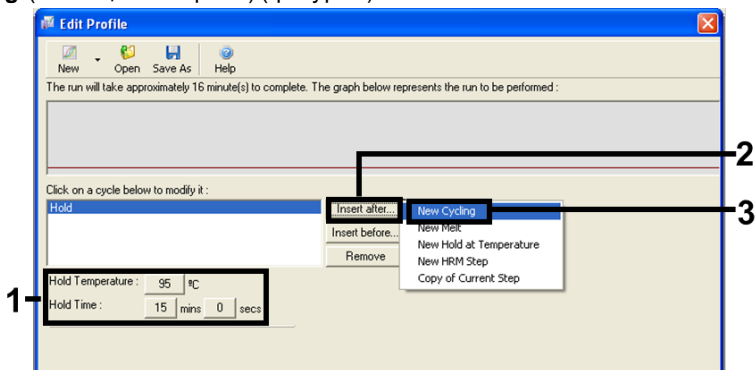 Edit Profile
New Open Save As Help
The run will take approximately 16 minute(s) to complete. The graph below represents the run to be performed :
2
Click on a cycle below to modify it :
Hold
Insert after...
New Cycling
3
Insert before...
New Melt
Remove
New Hold at Temperature
New HRM Step
Copy of Current Step
1
Hold Temperature : 95 ºC
Hold Time : 15 mins 0 secs